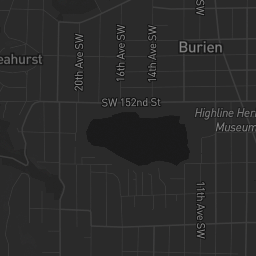 SW
20th Ave SW
16th Ave SW
14th Ave SW
Burien
eahurst
SW 152nd St
Highline Her
Museum
11th Ave SW